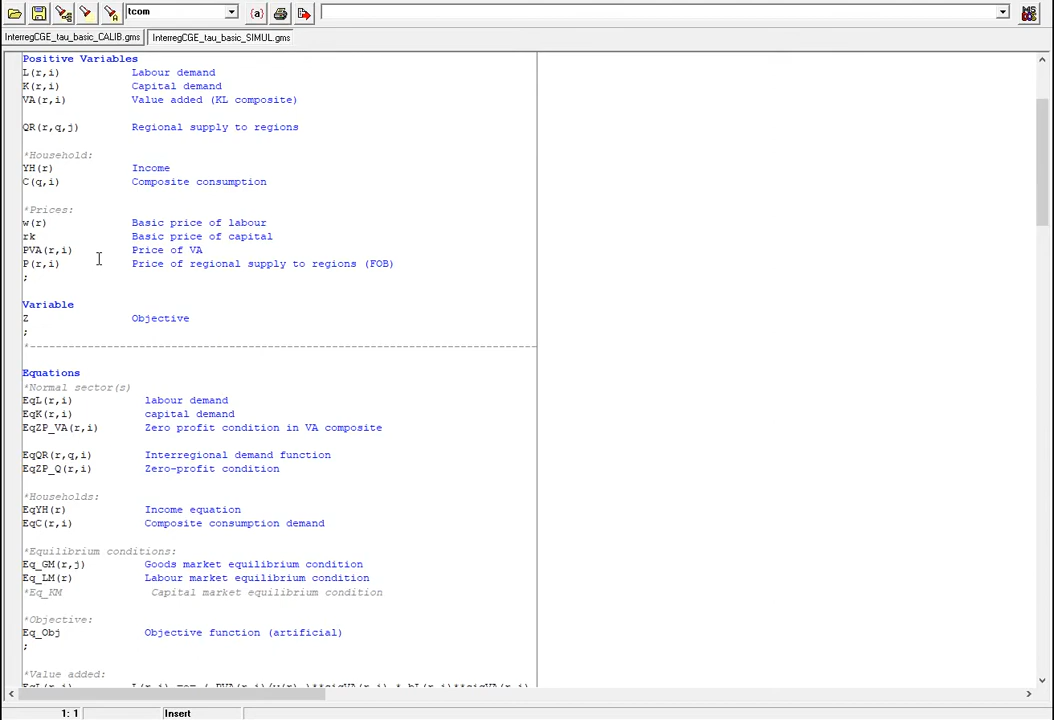 tcom
{a}
MS
DOS
InterregCGE_tau_basic_CALIB.gms InterregCGE_tau_basic_SIMUL.gms
Positive Variables
L(r,i) Labour demand
K(r,i) Capital demand
VA(r,i) Value added (KL composite)
QR(r,q,j) Regional supply to regions
*Household:
YH(r) Income
C(q,i) Composite consumption
*Prices:
w(r) Basic price of labour
rk Basic price of capital
PVA(r,i) Price of VA
P(r,i) Price of regional supply to regions (FOB)
;
Variable
Z Objective
;
*--------------------------------------------------------------------------------
Equations
*Normal sector(s)
EqL(r,i) labour demand
EqK(r,i) capital demand
EqZP_VA(r,i) Zero profit condition in VA composite
EqQR(r,q,i) Interregional demand function
EqZP_Q(r,i) Zero-profit condition
*Households:
EqYH(r) Income equation
EqC(r,i) Composite consumption demand
*Equilibrium conditions:
Eq_GM(r,j) Goods market equilibrium condition
Eq_LM(r) Labour market equilibrium condition
*Eq_KM Capital market equilibrium condition
*Objective:
Eq_Obj Objective function (artificial)
;
*Value added:
1: 1 Insert